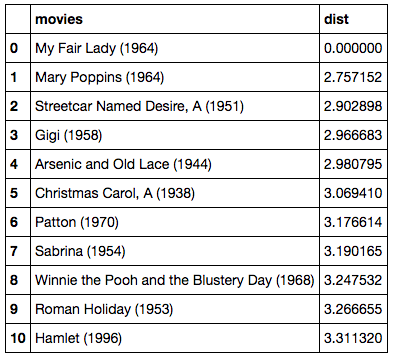 movies dist
0 My Fair Lady (1964) 0.000000
1 Mary Poppins (1964) 2.757152
2 Streetcar Named Desire, A (1951) 2.902898
3 Gigi (1958) 2.966683
4 Arsenic and Old Lace (1944) 2.980795
5 Christmas Carol, A (1938) 3.069410
6 Patton (1970) 3.176614
7 Sabrina (1954) 3.190165
8 Winnie the Pooh and the Blustery Day (1968) 3.247532
9 Roman Holiday (1953) 3.266655
10 Hamlet (1996) 3.311320